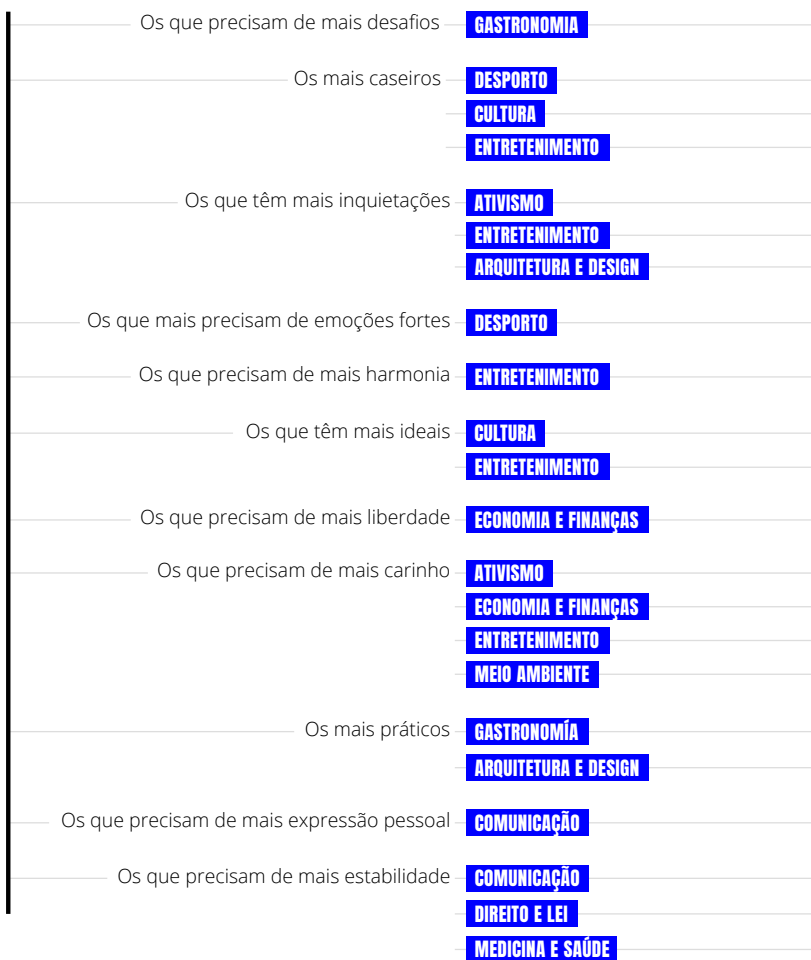 Os que precisam de mais desafios GASTRONOMIA
Os mais caseiros DESPORTO
CULTURA
ENTRETENIMENTO
Os que têm mais inquietações ATIVISMO
ENTRETENIMENTO
ARQUITETURA E DESIGN
Os que mais precisam de emoções fortes DESPORTO
Os que precisam de mais harmonia ENTRETENIMENTO
Os que têm mais ideais CULTURA
ENTRETENIMENTO
Os que precisam de mais liberdade ECONOMIA E FINANÇAS
Os que precisam de mais carinho ATIVISMO
ECONOMIA E FINANÇAS
ENTRETENIMENTO
MEIO AMBIENTE
Os mais práticos GASTRONOMÍA
ARQUITETURA E DESIGN
Os que precisam de mais expressão pessoal COMUNICAÇÃO
Os que precisam de mais estabilidade COMUNICAÇÃO
DIREITO E LEI
MEDICINA E SAÚDE